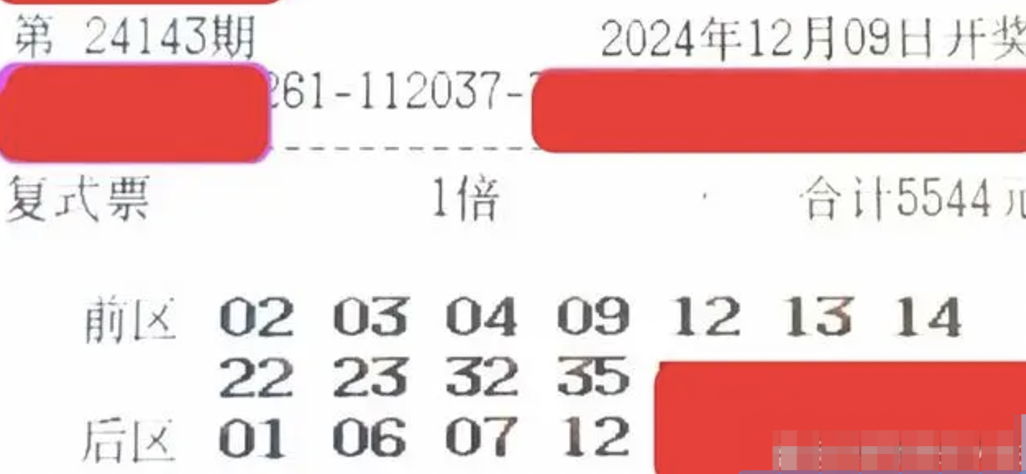 第 24143期 2024年12月09日开奖
261-112037-
复式票 1倍 合计5544元
前区 02 03 04 09 12 13 14
22 23 32 35
后区 01 06 07 12